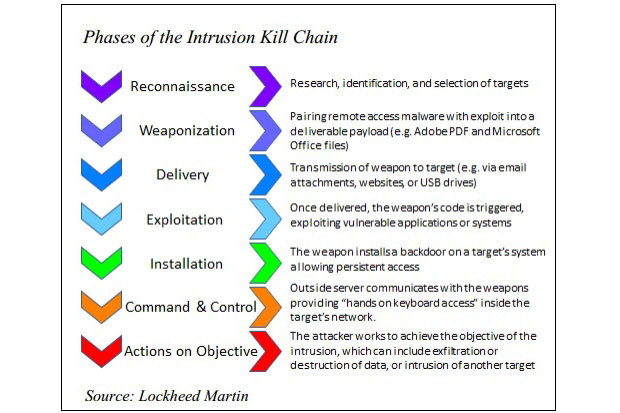 Phases of the Intrusion Kill Chain
Reconnaissance
Research, identification, and selection of targets
Weaponization
Pairing remote access malware with exploit into a
deliverable payload (e.g. Adobe PDF and Microsoft
Office files)
Delivery
Transmission of weapon to target (e.g. via email
attachments, websites, or USB drives)
Exploitation
Once delivered, the weapon's code is triggered,
exploiting vulnerable applications or systems
Installation
The weapon installs a backdoor on a target's system
allowing persistent access
Command & Control
Outside server communicates with the weapons
providing "hands on keyboard access" inside the
target's network.
Actions on Objective
The attacker works to achieve the objective of the
intrusion, which can include exfiltration or
destruction of data, or intrusion of another target
Source: Lockheed Martin